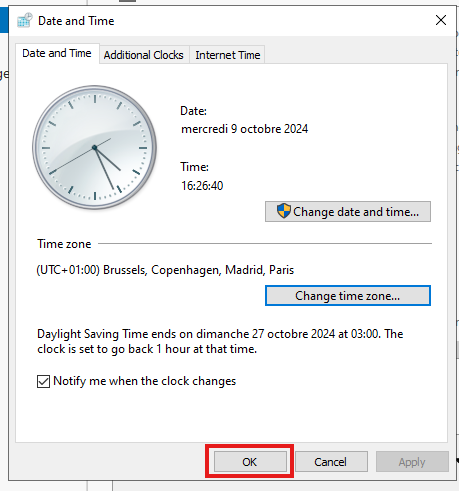 Date and Time
Date and Time
Additional Clocks
Internet Time
Date:
mercredi 9 octobre 2024
Time:
16:26:40
Change date and time...
Time zone
(UTC+01:00) Brussels, Copenhagen, Madrid, Paris
Change time zone...
Daylight Saving Time ends on dimanche 27 octobre 2024 at 03:00. The
clock is set to go back 1 hour at that time.
Notify me when the clock changes
OK
Cancel
Apply